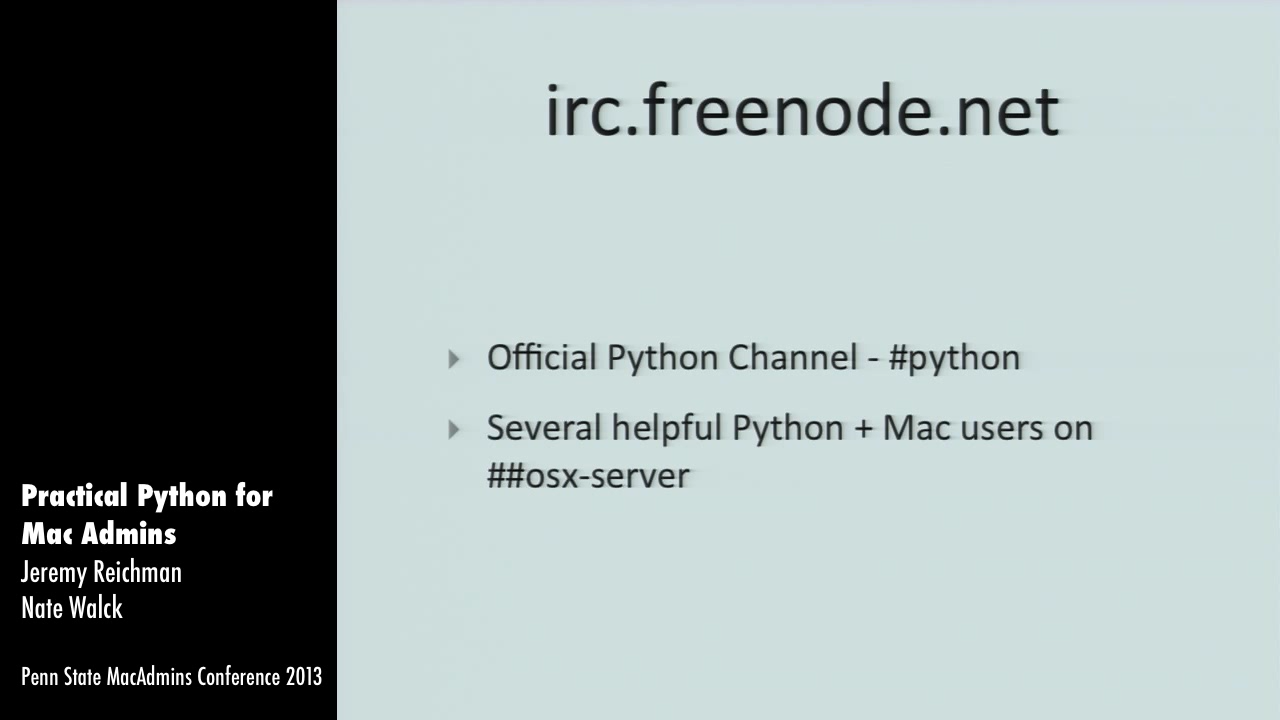 irc.freenode.net
Official Python Channel - #python
Several helpful Python + Mac users on
##osx-server
Practical Python for
Mac Admins
Jeremy Reichman
Nate Walck
Penn State MacAdmins Conference 2013